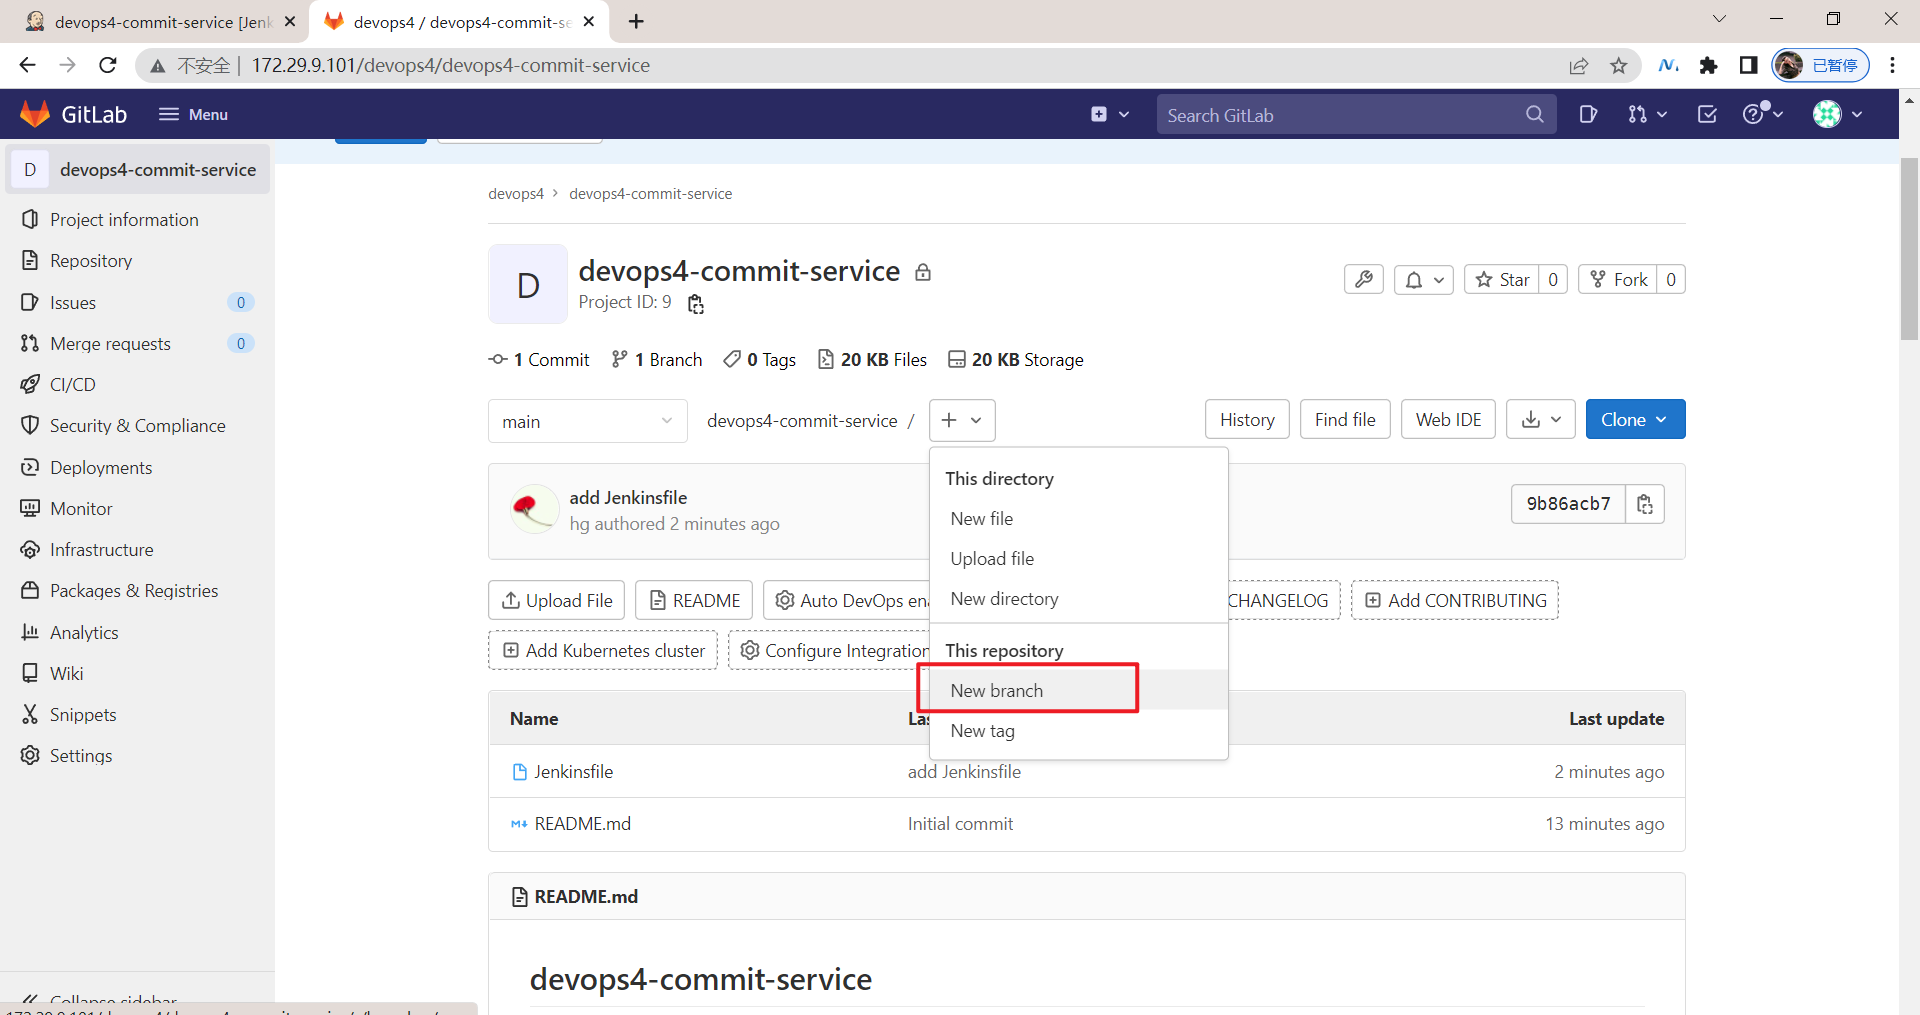 devops4-commit-service [Jenk
devops4 / devops4-commit-se
不安全 | 172.29.9.101/devops4/devops4-commit-service
已暂停
GitLab
Menu
Search GitLab
D devops4-commit-service
Project information
Repository
Issues 0
Merge requests 0
CI/CD
Security & Compliance
Deployments
Monitor
Infrastructure
Packages & Registries
Analytics
Wiki
Snippets
Settings
Collapse sidebar
devops4 > devops4-commit-service
D
devops4-commit-service
Project ID: 9
Star 0
Fork 0
1 Commit 1 Branch 0 Tags 20 KB Files 20 KB Storage
main
devops4-commit-service /
History
Find file
Web IDE
Clone
This directory
New file
Upload file
New directory
This repository
New branch
New tag
add Jenkinsfile
hg authored 2 minutes ago
9b86acb7
Upload File
README
Auto DevOps ena
CHANGELOG
Add CONTRIBUTING
Add Kubernetes cluster
Configure Integration
Name Las Last update
Jenkinsfile add Jenkinsfile 2 minutes ago
README.md Initial commit 13 minutes ago
README.md
devops4-commit-service